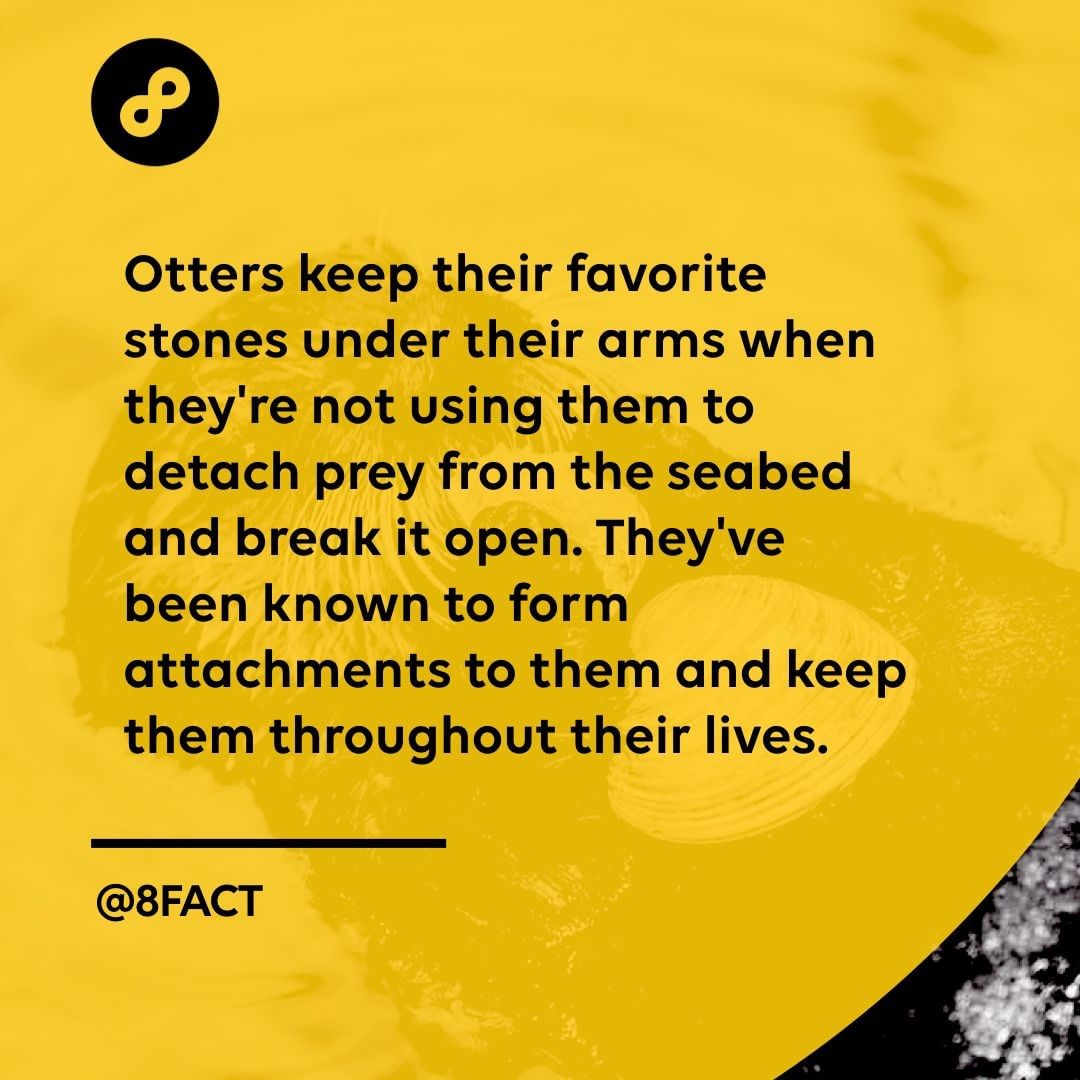 Otters keep their favorite
stones under their arms when
they're not using them to
detach prey from the seabed
and break it open. They've
been known to form
attachments to them and keep
them throughout their lives.
@8FACT